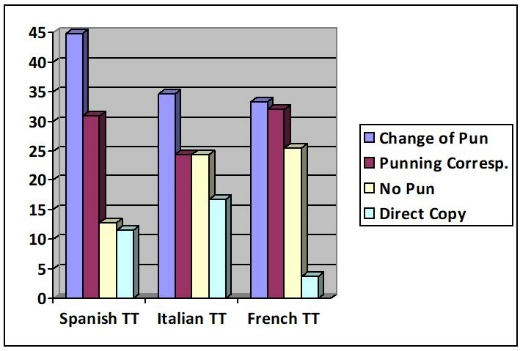 45
40
35
30
25
20
15
10
5
0
Spanish TT Italian TT French TT
Change of Pun
Punning Corresp.
No Pun
Direct Copy